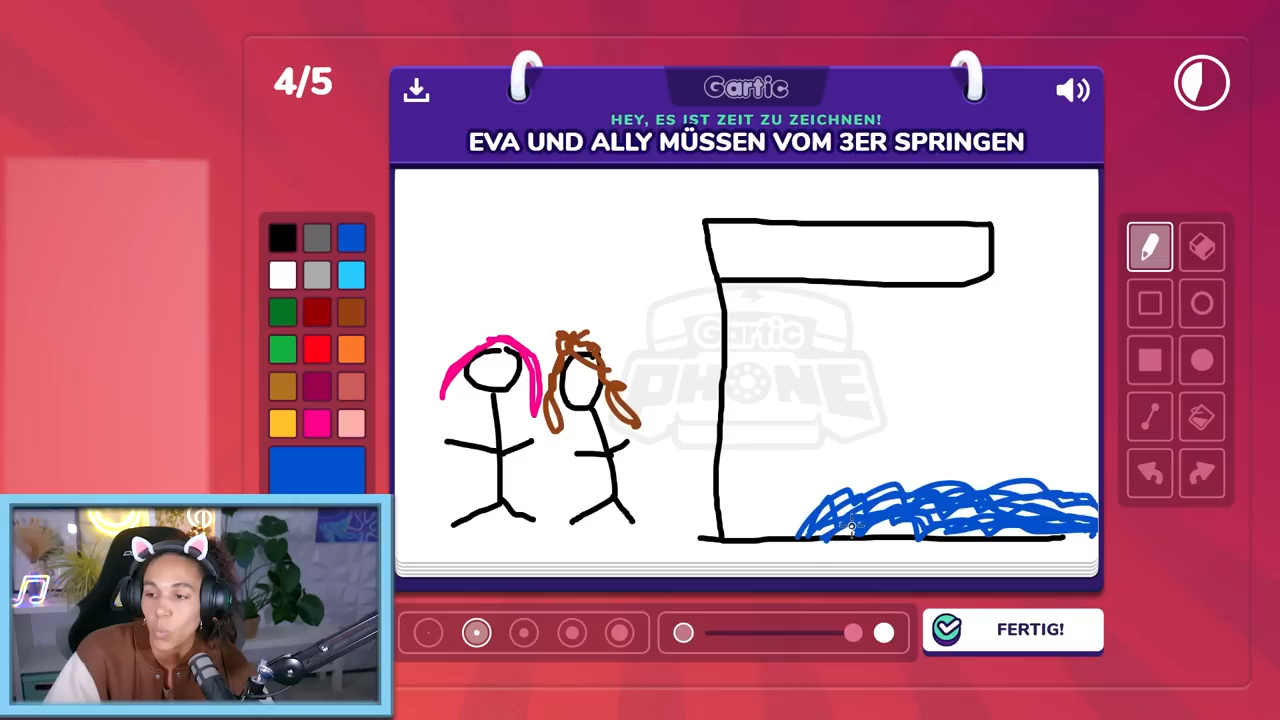 4/5
Gartic
HEY, ES IST ZEIT ZU ZEICHNEN!
EVA UND ALLY MÜSSEN VOM 3ER SPRINGEN
Gartic
PHONE
FERTIG!